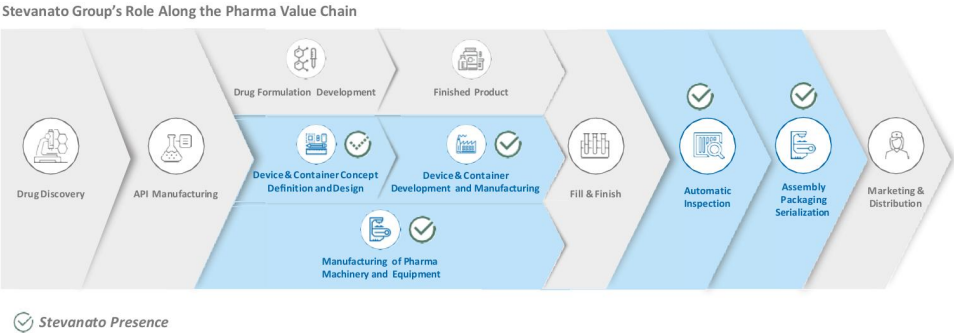 Stevanato Group's Role Along the Pharma Value Chain
Drug Discovery
API Manufacturing
Drug Formulation Development
Finished Product
Device & Container Concept
Definition and Design
Device & Container
Development and Manufacturing
Manufacturing of Pharma
Machinery and Equipment
Fill & Finish
Automatic
Inspection
Assembly
Packaging
Serialization
Marketing &
Distribution
Stevanato Presence